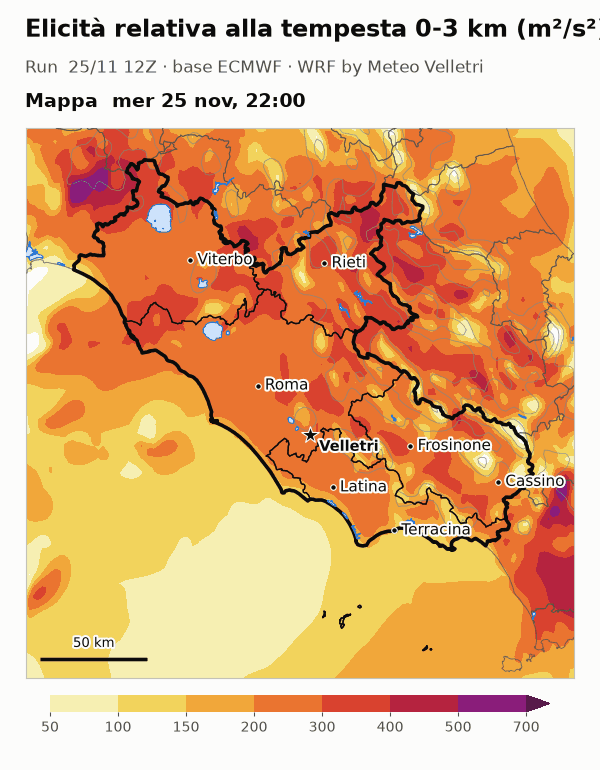 Elicità relativa alla tempesta 0-3 km (m²/s²)
Run 25/11 12Z · base ECMWF · WRF by Meteo Velletri
Mappa mer 25 nov, 22:00
Viterbo
Rieti
Roma
Velletri
Frosinone
Latina
Cassino
Terracina
50 km
50 100 150 200 300 400 500 700